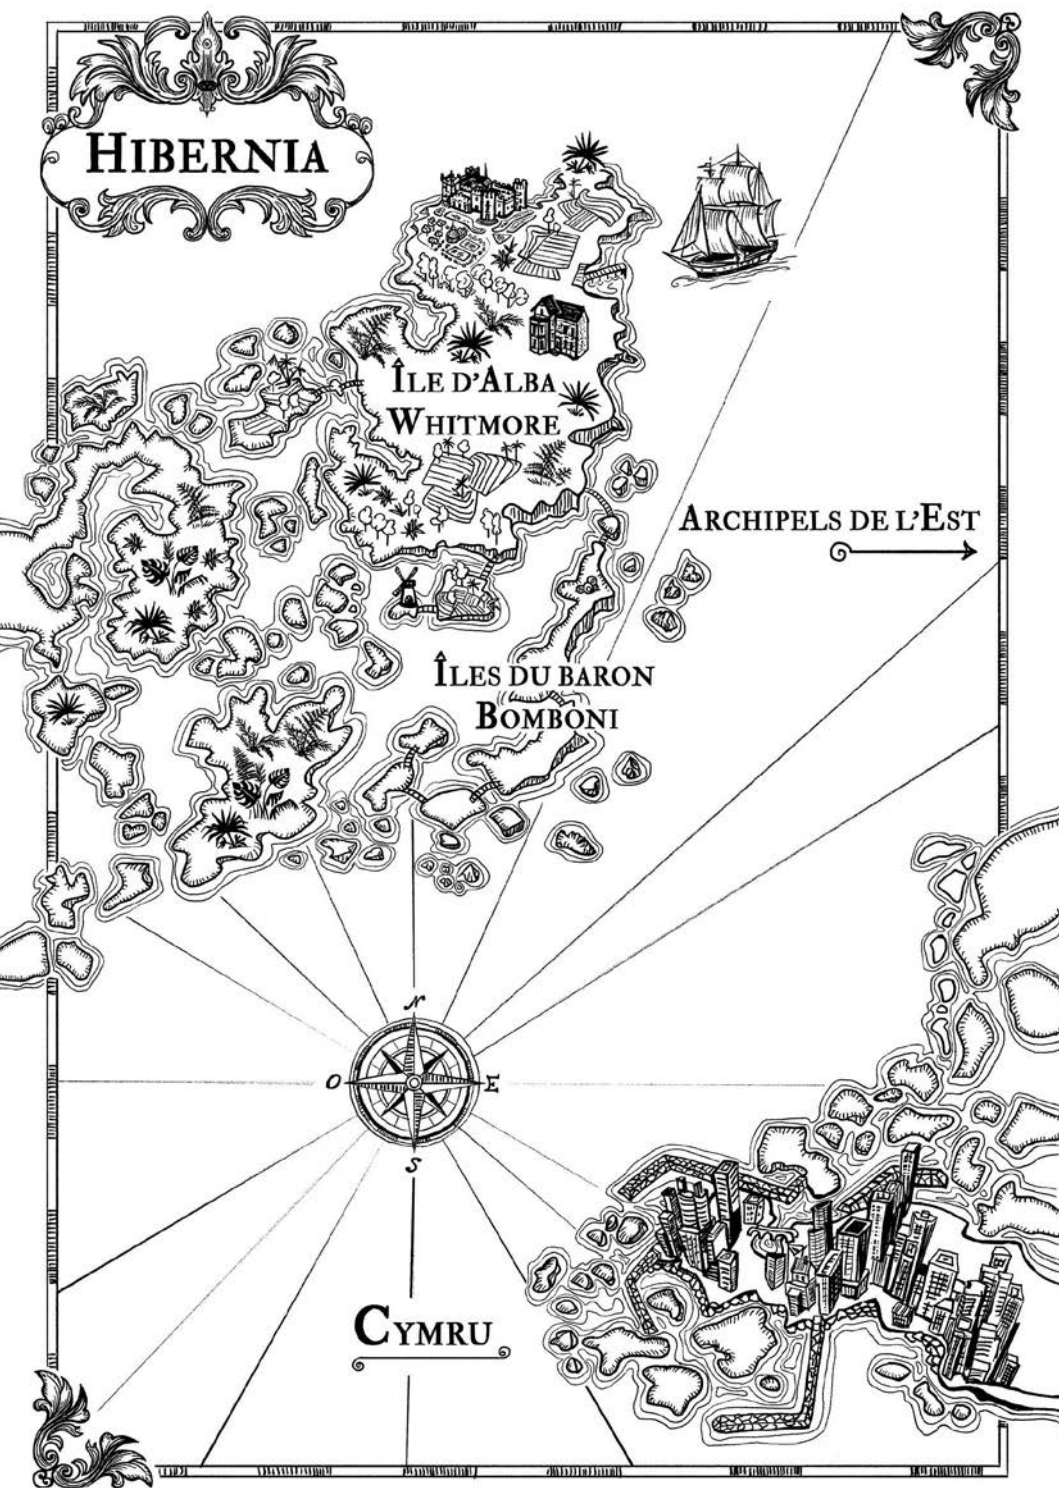 HIBERNIA
ÎLE D'ALBA
WHITMORE
ARCHIPELS DE L'EST
ÎLES DU BARON
BOMBONI
N
O
E
S
CYMRU